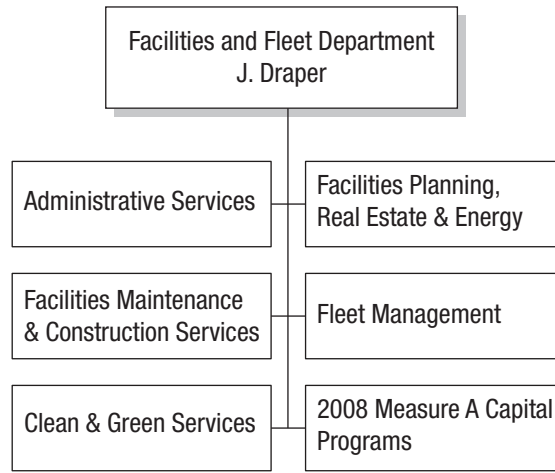 Facilities and Fleet Department
J. Draper
Administrative Services
Facilities Planning,
Real Estate & Energy
Facilities Maintenance
& Construction Services
Fleet Management
Clean & Green Services
2008 Measure A Capital
Programs